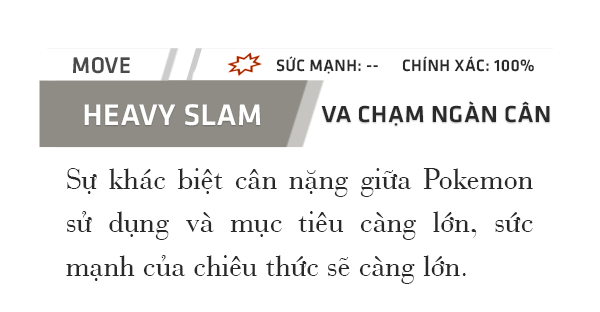 MOVE SỨC MẠNH: -- CHÍNH XÁC: 100%
HEAVY SLAM VA CHẠM NGÀN CÂN
Sự khác biệt cân nặng giữa Pokemon
sử dụng và mục tiêu càng lớn, sức
mạnh của chiêu thức sẽ càng lớn.